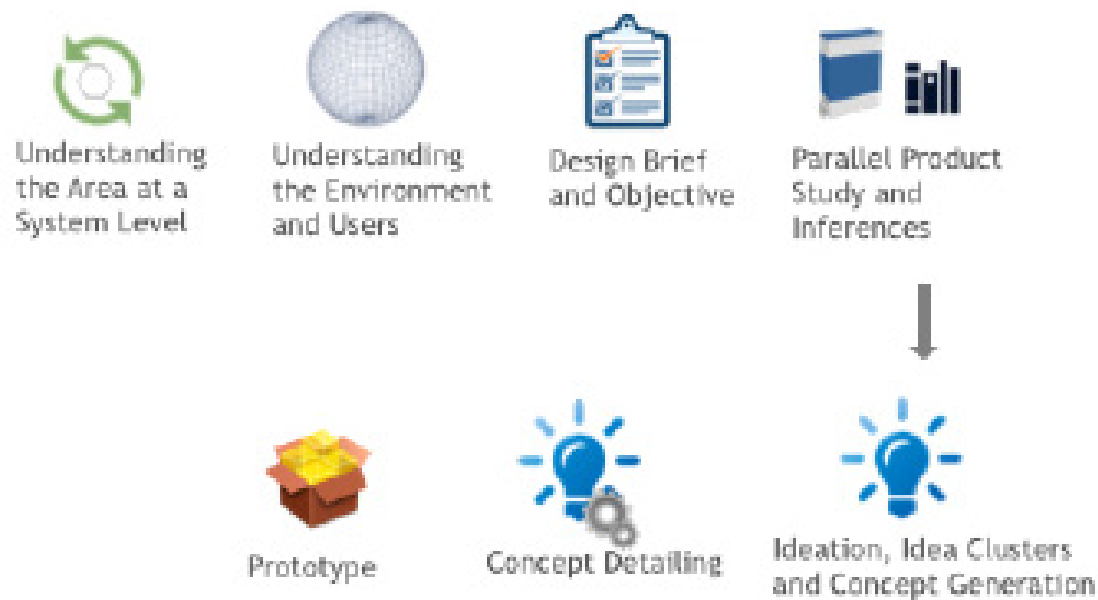 Understanding
the Area at a
System Level
Understanding
the Environment
and Users
Design Brief
and Objective
Parallel Product
Study and
Inferences
Prototype
Concept Detailing
Ideation, Idea Clusters
and Concept Generation